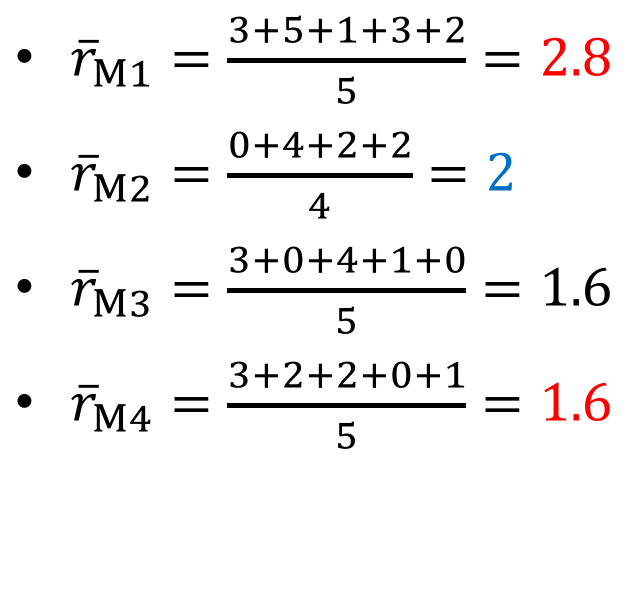 • r̄M1 = 3+5+1+3+2/5 = 2.8
• r̄M2 = 0+4+2+2/4 = 2
• r̄M3 = 3+0+4+1+0/5 = 1.6
• r̄M4 = 3+2+2+0+1/5 = 1.6